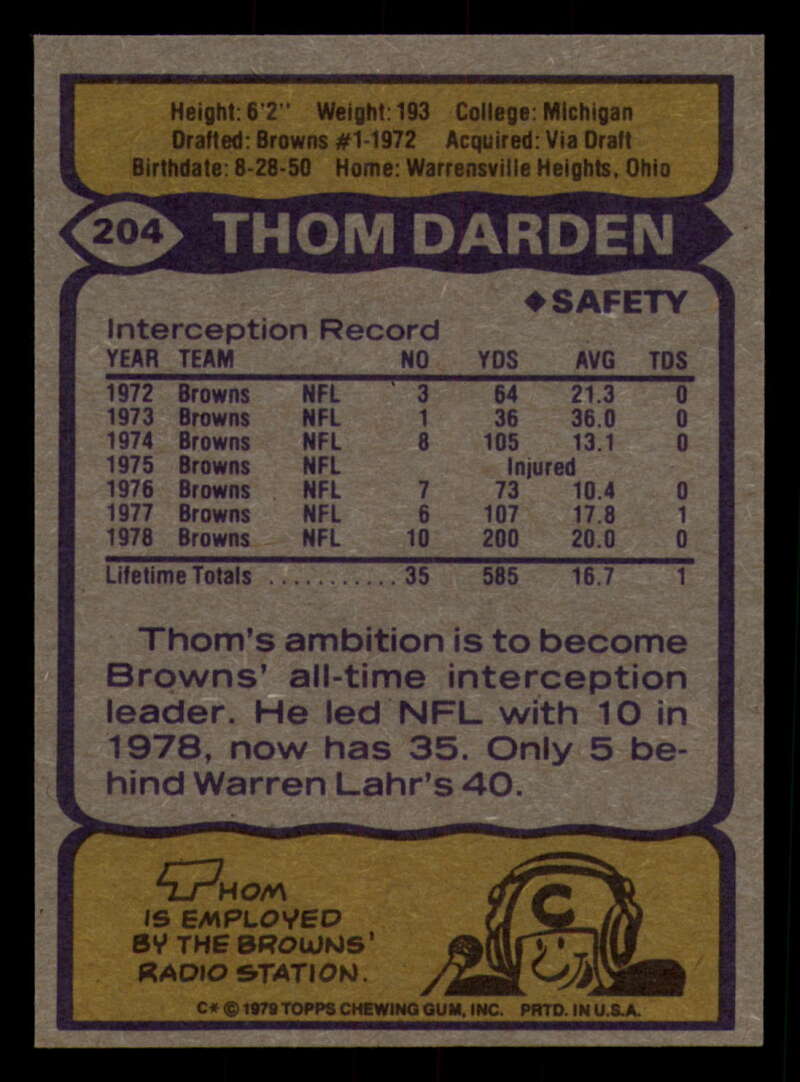 Height: 6'2" Weight: 193 College: Michigan
Drafted: Browns #1-1972 Acquired: Via Draft
Birthdate: 8-28-50 Home: Warrensville Heights, Ohio
204 THOM DARDEN
◆SAFETY
Interception Record
YEAR TEAM NO YDS AVG TDS
1972 Browns NFL 3 64 21.3 0
1973 Browns NFL 1 36 36.0 0
1974 Browns NFL 8 105 13.1 0
1975 Browns NFL Injured
1976 Browns NFL 7 73 10.4 0
1977 Browns NFL 6 107 17.8 1
1978 Browns NFL 10 200 20.0 0
Lifetime Totals ........... 35 585 16.7 1
Thom's ambition is to become
Browns' all-time interception
leader. He led NFL with 10 in
1978, now has 35. Only 5 be-
hind Warren Lahr's 40.
THOM
IS EMPLOYED
BY THE BROWNS'
RADIO STATION.
C
C* © 1979 TOPPS CHEWING GUM, INC. PRTD. IN U.S.A.